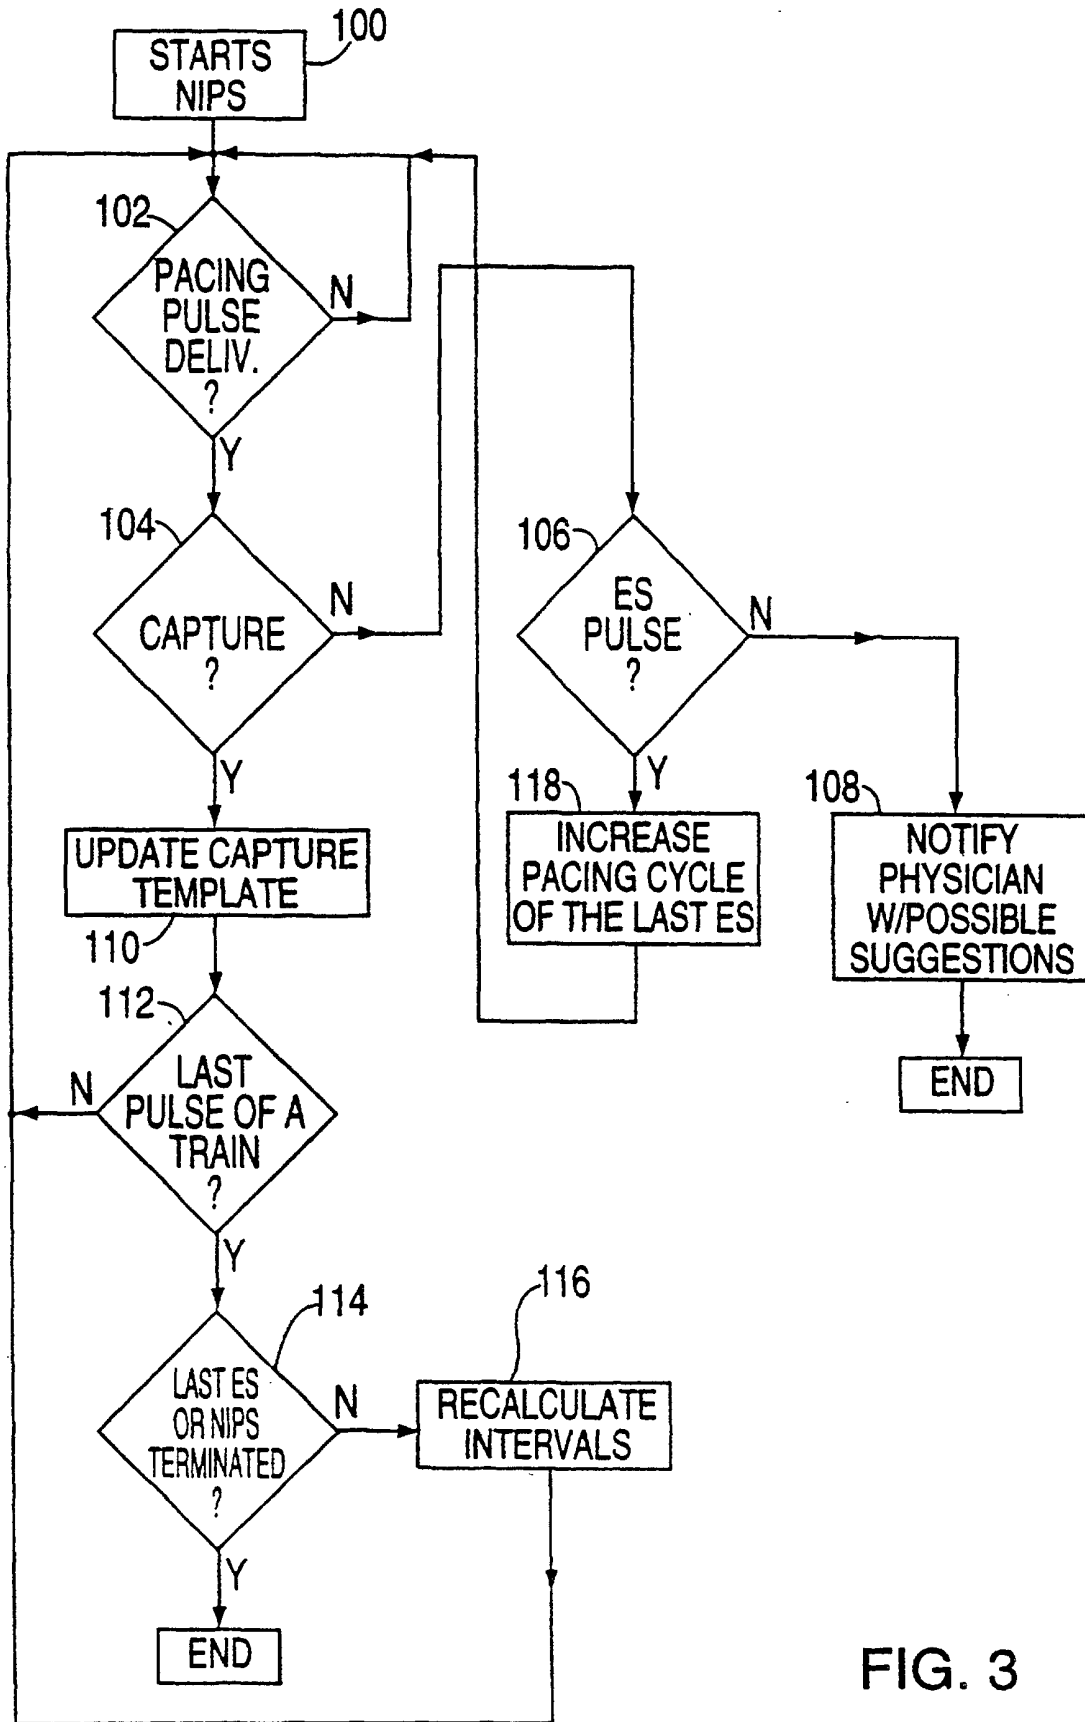 100
STARTS
NIPS
102
PACING
PULSE
DELIV.
?
N
Y
104
CAPTURE
?
N
Y
106
ES
PULSE
?
N
Y
118
INCREASE
PACING CYCLE
OF THE LAST ES
108
NOTIFY
PHYSICIAN
W/POSSIBLE
SUGGESTIONS
END
UPDATE CAPTURE
TEMPLATE
110
112
LAST
PULSE OF A
TRAIN
?
N
Y
114
LAST ES
OR NIPS
TERMINATED
?
N
Y
116
RECALCULATE
INTERVALS
END
FIG. 3